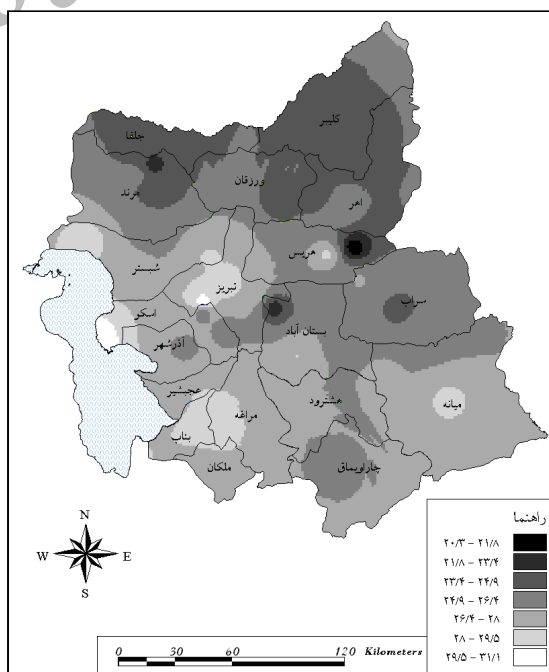 کلیبر
جلفا
ورزقان
مرند
اهر
هریس
شبستر
تبریز
سراب
اسکو
بستان آباد
آذرشهر
عجبشیر
هشترود
میانه
مراغه
بناب
ملکان
چاراویماق
N
W E
S
راهنما
۲۰/۳ - ۲۱/۸
۲۱/۸ - ۲۳/۴
۲۳/۴ - ۲۴/۹
۲۴/۹ - ۲۶/۴
۲۶/۴ - ۲۸
۲۸ - ۲۹/۵
۲۹/۵ - ۳۱/۱
0 30 60 120 Kilometers